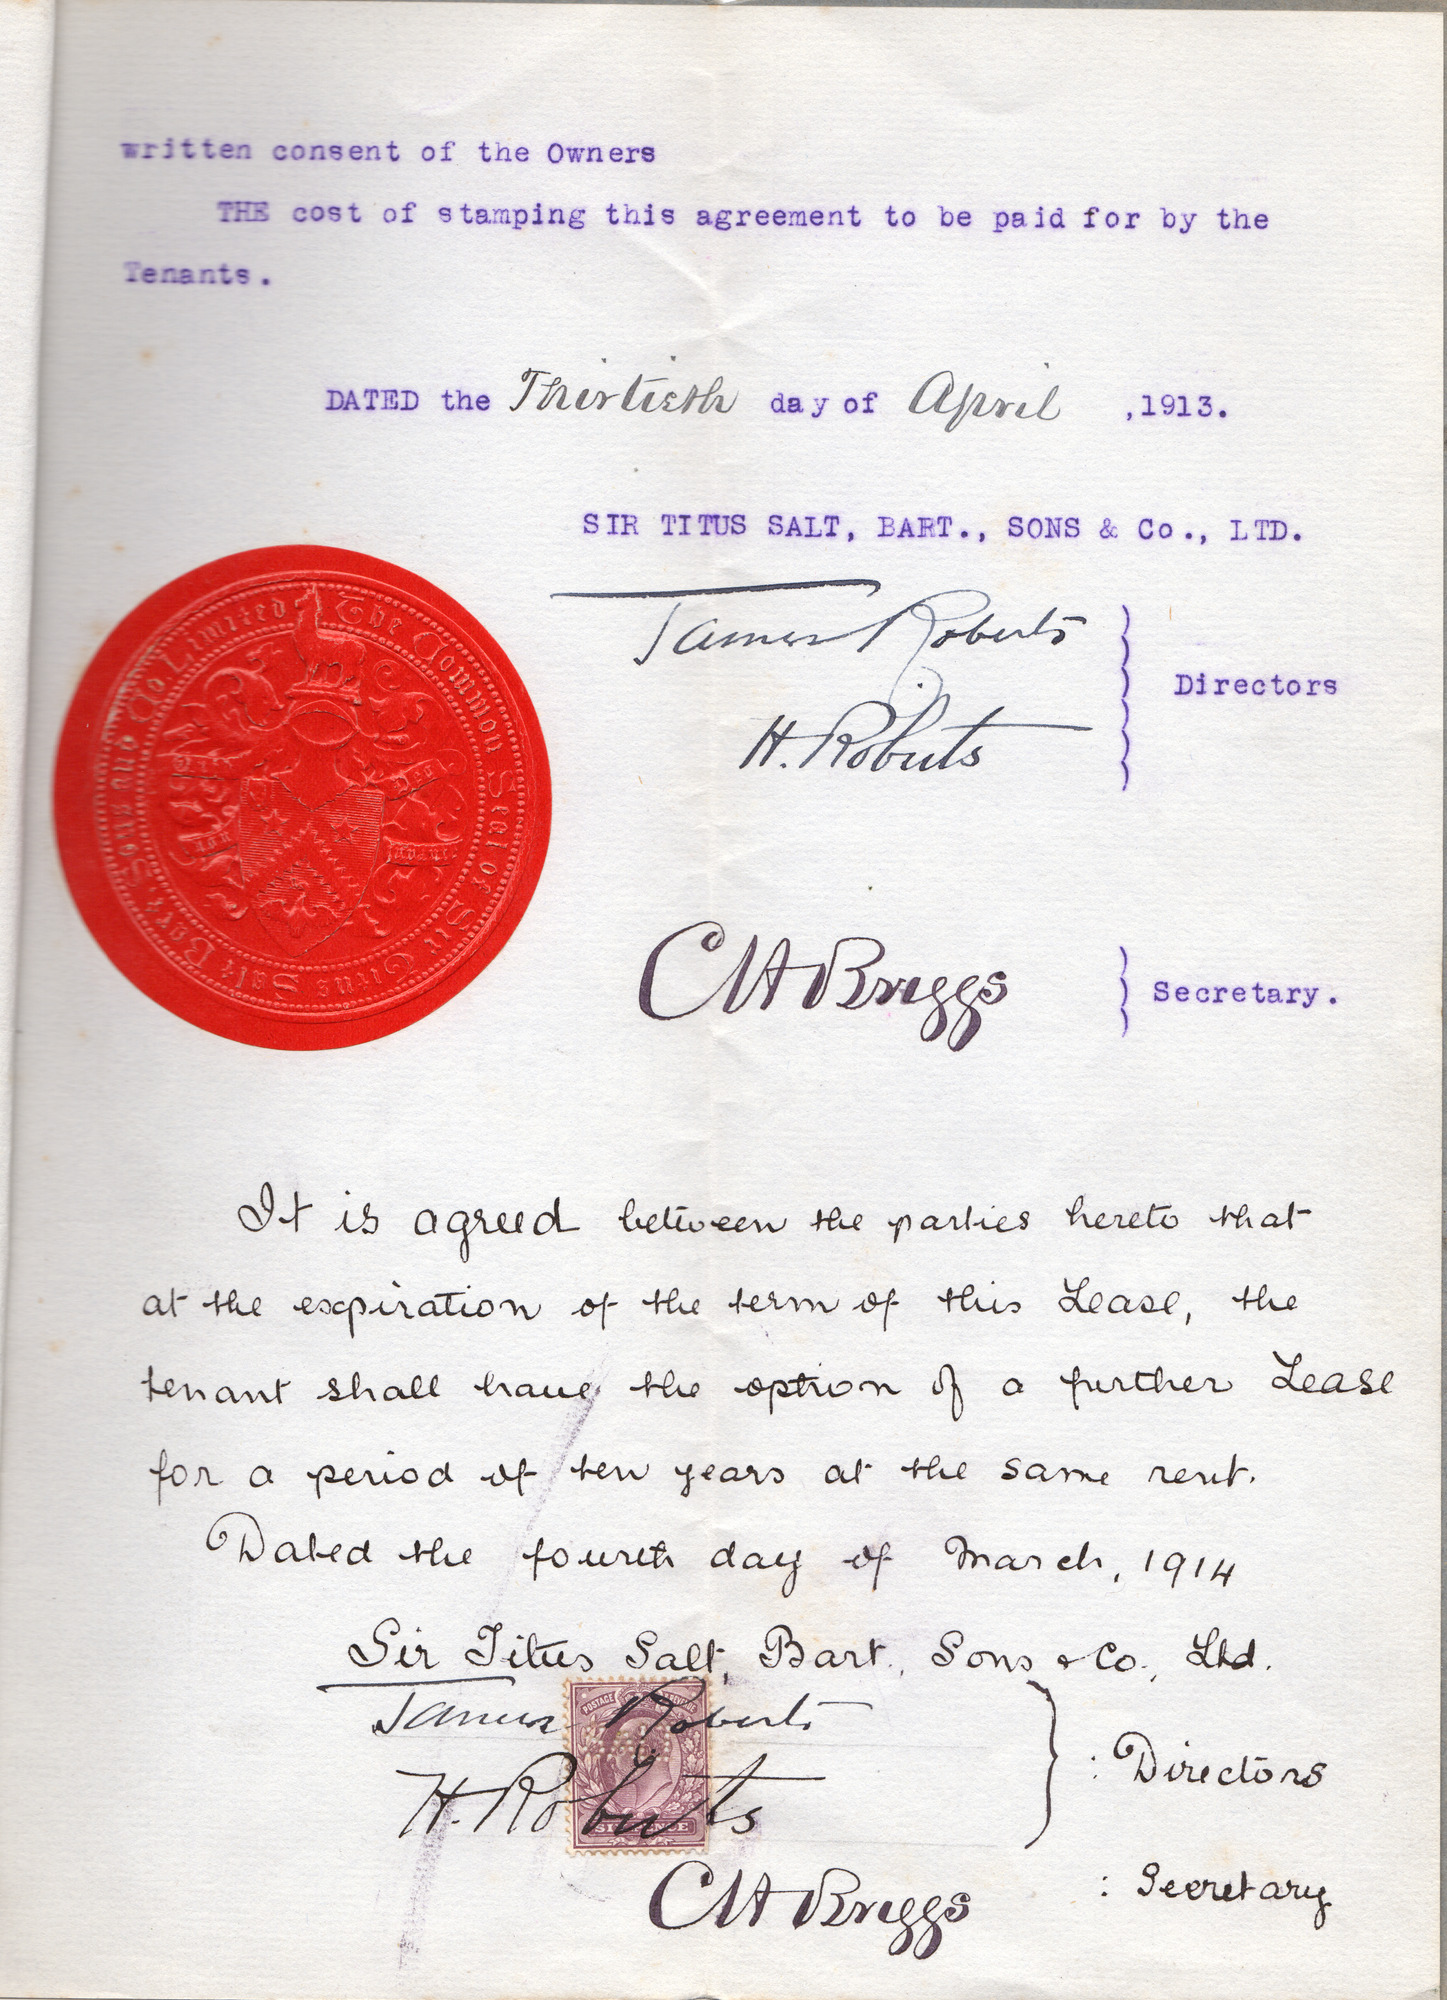 written consent of the Owners
THE cost of stamping this agreement to be paid for by the
Tenants.
DATED the Thirtieth day of April ,1913.
SIR TITUS SALT, BART., SONS & Co., LTD.
James Roberts
H. Roberts
Directors
The Common Seal of Sir Titus Salt Bart Sons and Co Limited
C H Briggs
Secretary.
It is agreed between the parties hereto that
at the expiration of the term of this Lease, the
tenant shall have the option of a further Lease
for a period of ten years at the same rent.
Dated the fourth day of March, 1914
Sir Titus Salt, Bart., Sons & Co., Ltd.
James Roberts
H. Roberts
: Directors
POSTAGE REVENUE
SIXPENCE
C H Briggs
: Secretary